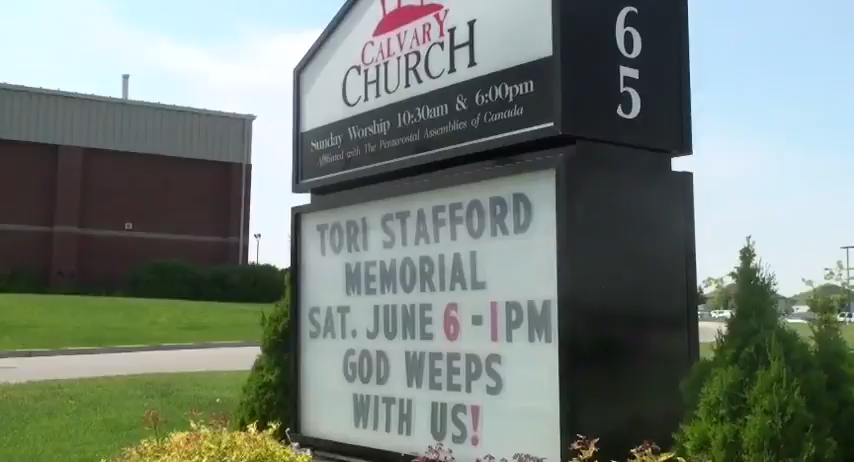 CALVARY
CHURCH
Sunday Worship 10:30am & 6:00pm
Affiliated with The Pentecostal Assemblies of Canada
65
TORI STAFFORD
MEMORIAL
SAT. JUNE 6 - 1PM
GOD WEEPS
WITH US!